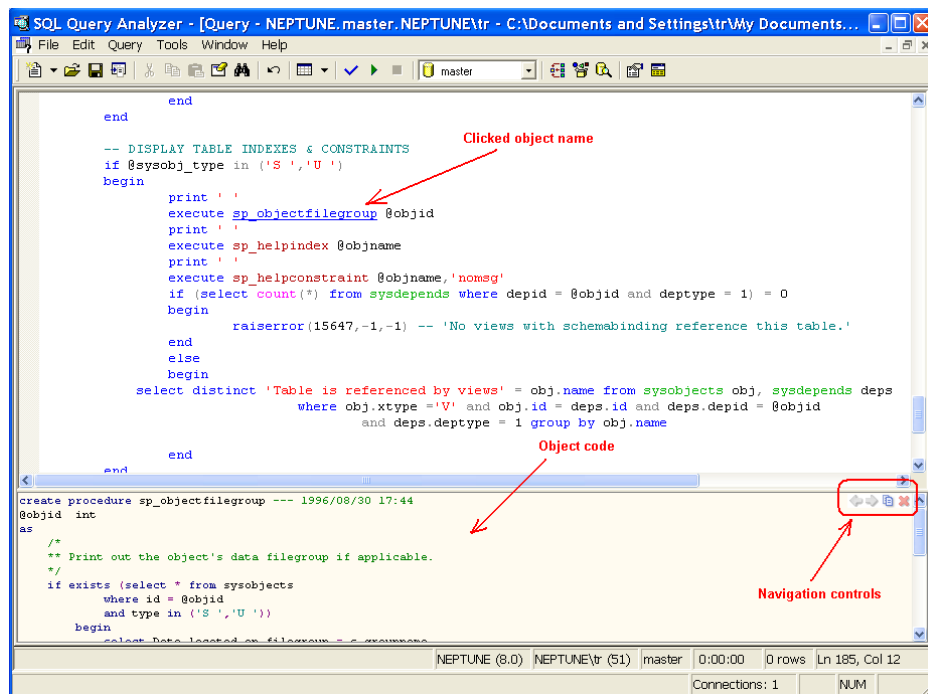 SQL Query Analyzer - [Query - NEPTUNE.master.NEPTUNE\tr - C:\Documents and Settings\tr\My Documents...
File Edit Query Tools Window Help
master
end
end
-- DISPLAY TABLE INDEXES & CONSTRAINTS
Clicked object name
if @sysobj_type in ('S ','U ')
begin
print ' '
execute sp_objectfilegroup @objid
print ' '
execute sp_helpindex @objname
print ' '
execute sp_helpconstraint @objname,'nomsg'
if (select count(*) from sysdepends where depid = @objid and deptype = 1) = 0
begin
raiserror(15647,-1,-1) -- 'No views with schemabinding reference this table.'
end
else
begin
select distinct 'Table is referenced by views' = obj.name from sysobjects obj, sysdepends deps
where obj.xtype ='V' and obj.id = deps.id and deps.depid = @objid
and deps.deptype = 1 group by obj.name
Object code
end
end
create procedure sp_objectfilegroup --- 1996/08/30 17:44
@objid int
as
/*
** Print out the object's data filegroup if applicable.
*/
if exists (select * from sysobjects
where id = @objid
and type in ('S ','U '))
Navigation controls
begin
select Data_located_on_filegroup = s.groupname
NEPTUNE (8.0) NEPTUNE\tr (51) master 0:00:00 0 rows Ln 185, Col 12
Connections: 1 NUM